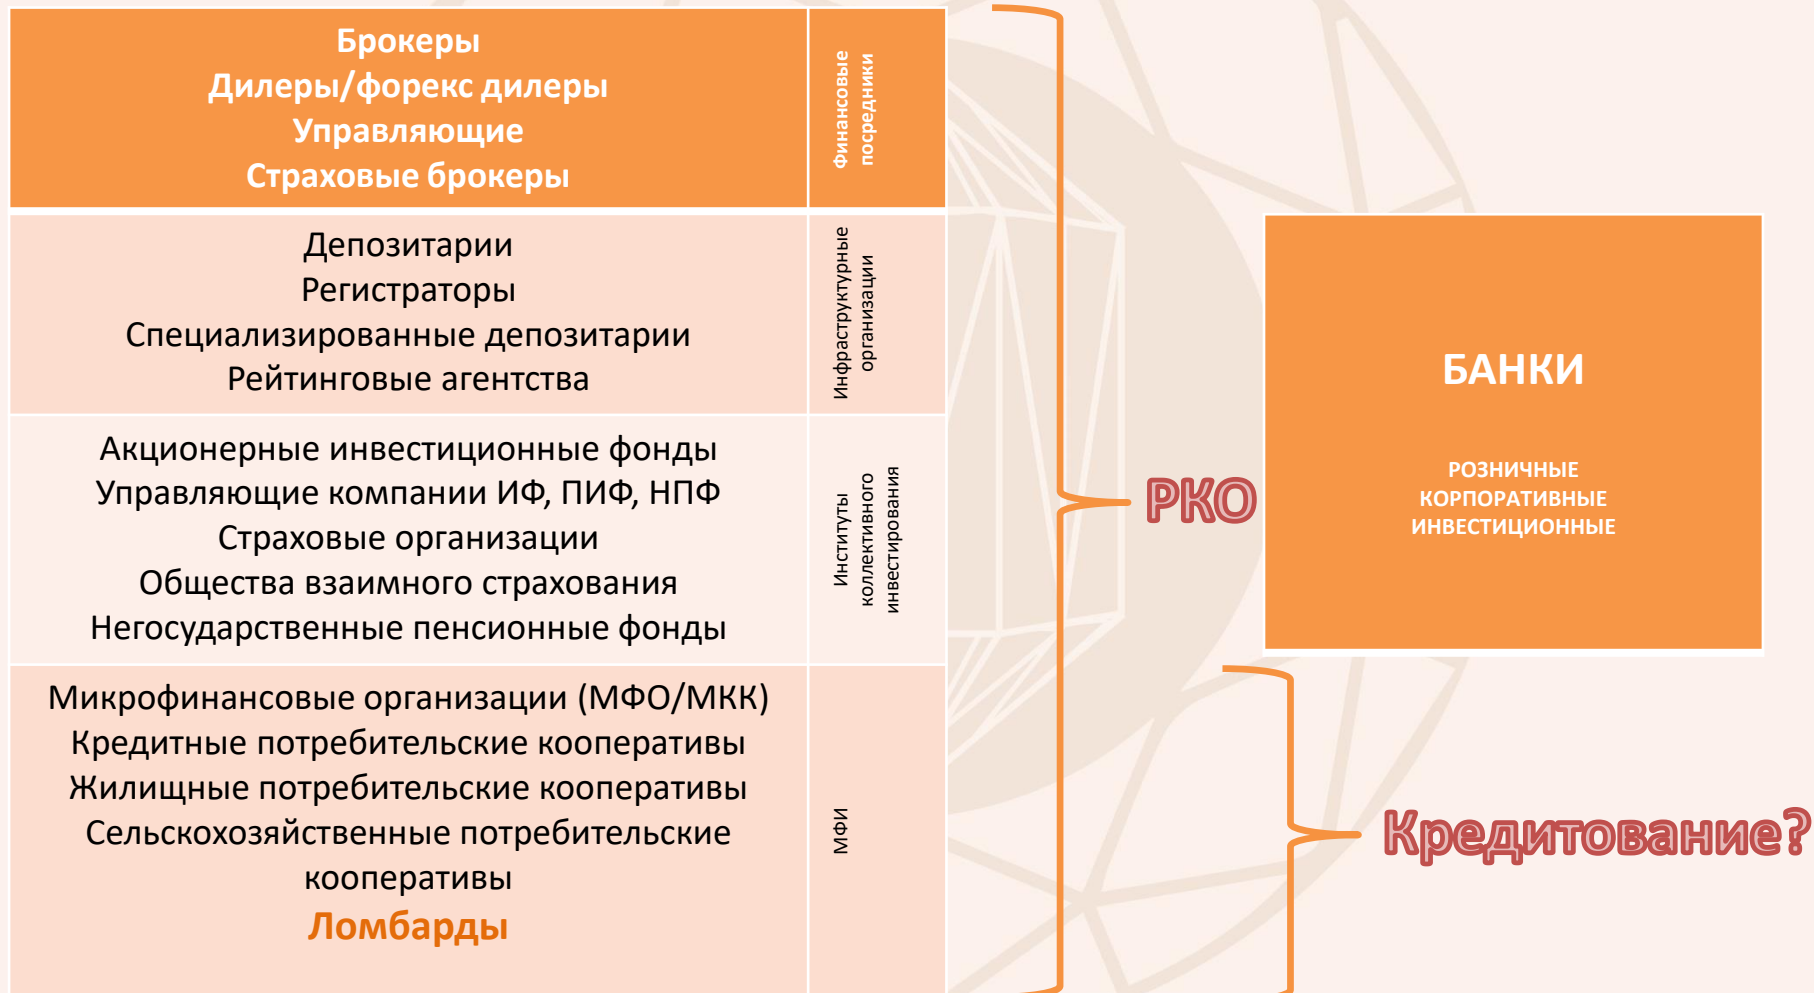 Брокеры
Дилеры/форекс дилеры
Управляющие
Страховые брокеры
Финансовые
посредники
Депозитарии
Регистраторы
Специализированные депозитарии
Рейтинговые агентства
Инфраструктурные
организации
Акционерные инвестиционные фонды
Управляющие компании ИФ, ПИФ, НПФ
Страховые организации
Общества взаимного страхования
Негосударственные пенсионные фонды
Институты
коллективного
инвестирования
Микрофинансовые организации (МФО/МКК)
Кредитные потребительские кооперативы
Жилищные потребительские кооперативы
Сельскохозяйственные потребительские
кооперативы
Ломбарды
МФИ
РКО
БАНКИ
РОЗНИЧНЫЕ
КОРПОРАТИВНЫЕ
ИНВЕСТИЦИОННЫЕ
Кредитование?